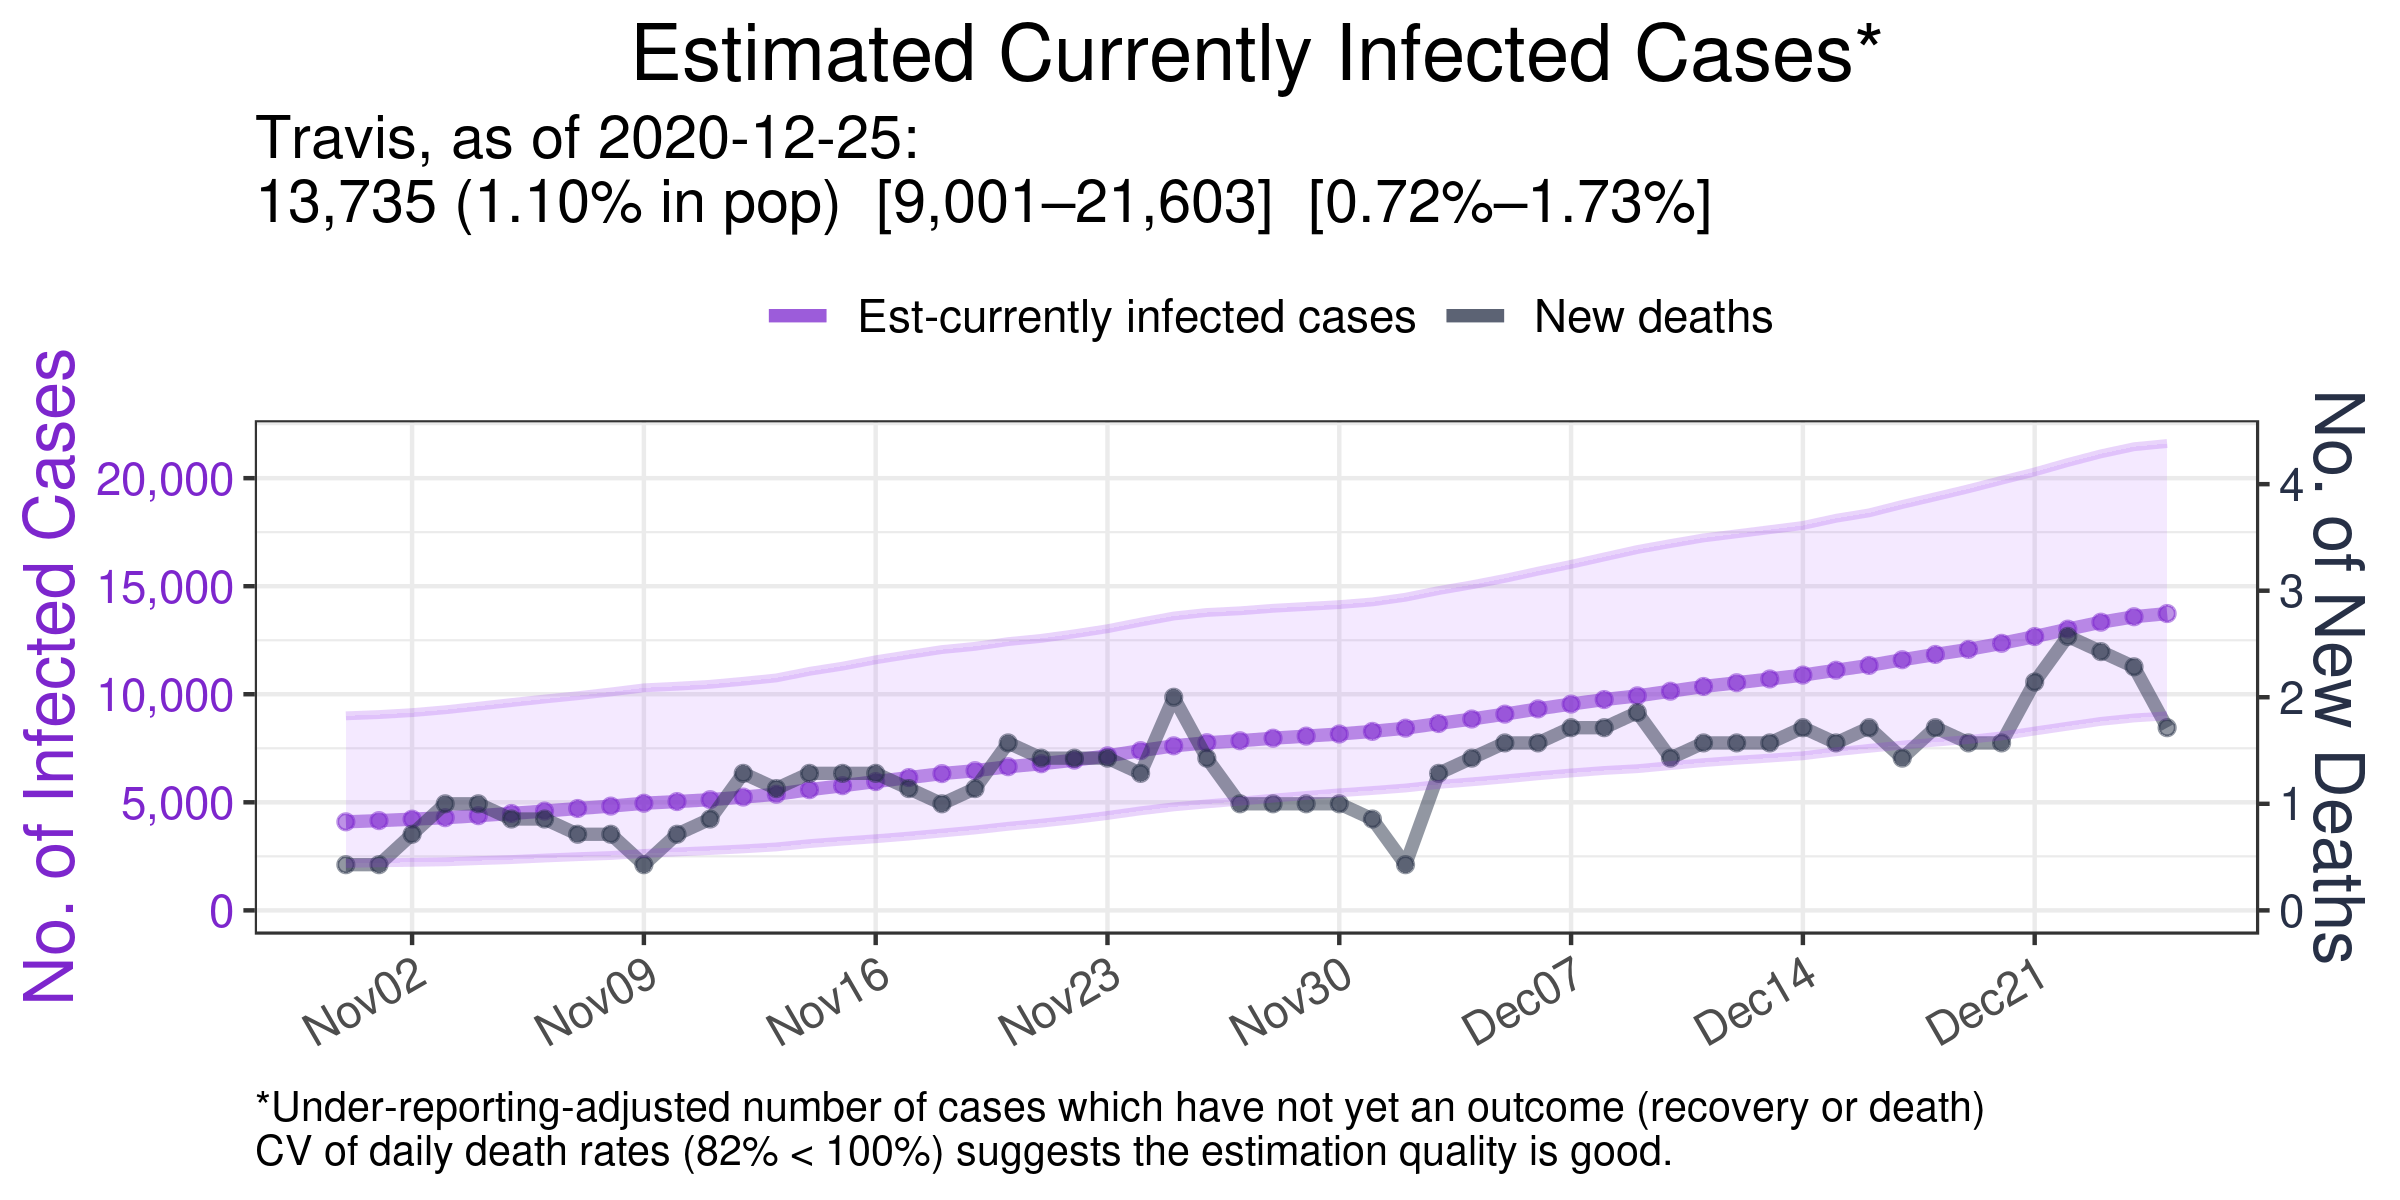 Estimated Currently Infected Cases*
Travis, as of 2020-12-25:
13,735 (1.10% in pop)  [9,001–21,603]  [0.72%–1.73%]
Est-currently infected cases
New deaths
No. of Infected Cases
20,000
15,000
10,000
5,000
0
4
3
2
1
0
No. of New Deaths
Nov02
Nov09
Nov16
Nov23
Nov30
Dec07
Dec14
Dec21
*Under-reporting-adjusted number of cases which have not yet an outcome (recovery or death)
CV of daily death rates (82% < 100%) suggests the estimation quality is good.